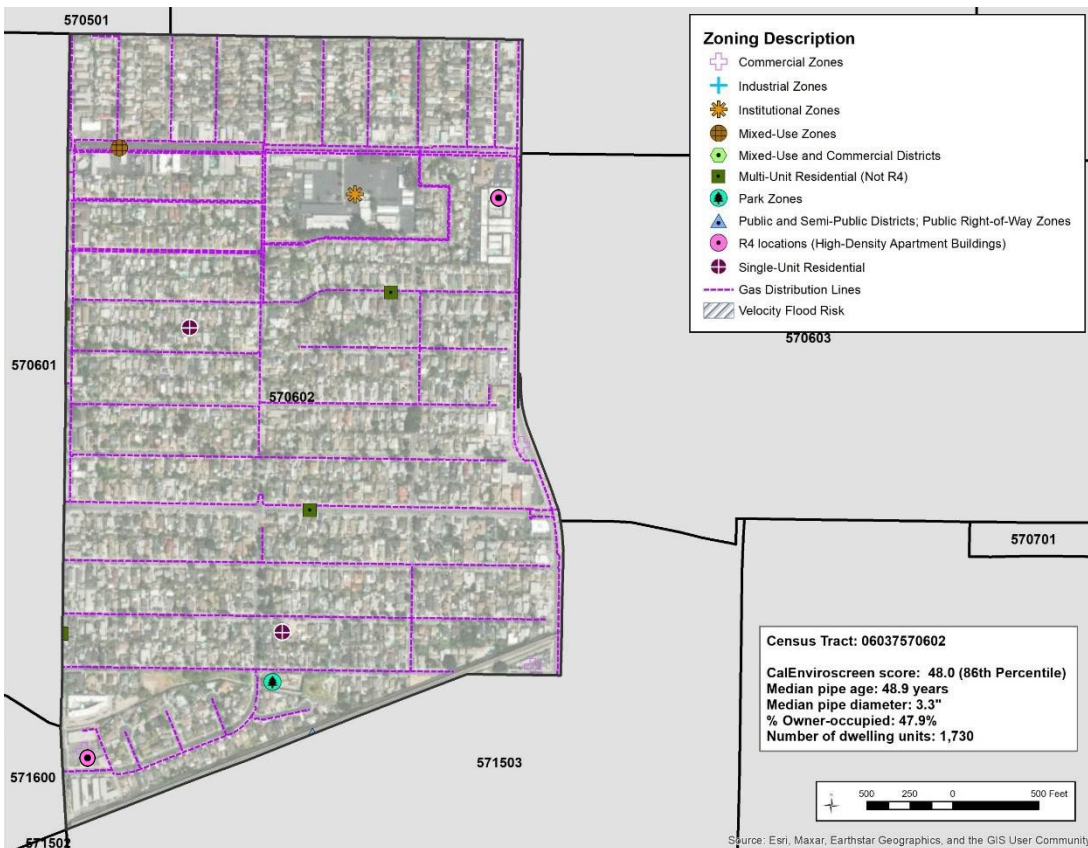 570501
Zoning Description
Commercial Zones
Industrial Zones
Institutional Zones
Mixed-Use Zones
Mixed-Use and Commercial Districts
Multi-Unit Residential (Not R4)
Park Zones
Public and Semi-Public Districts; Public Right-of-Way Zones
R4 locations (High-Density Apartment Buildings)
Single-Unit Residential
Gas Distribution Lines
Velocity Flood Risk
570603
570601
570602
570701
Census Tract: 06037570602
CalEnviroscreen score: 48.0 (86th Percentile)
Median pipe age: 48.9 years
Median pipe diameter: 3.3"
% Owner-occupied: 47.9%
Number of dwelling units: 1,730
571503
571600
500 250 0 500 Feet
571502
Source: Esri, Maxar, Earthstar Geographics, and the GIS User Community